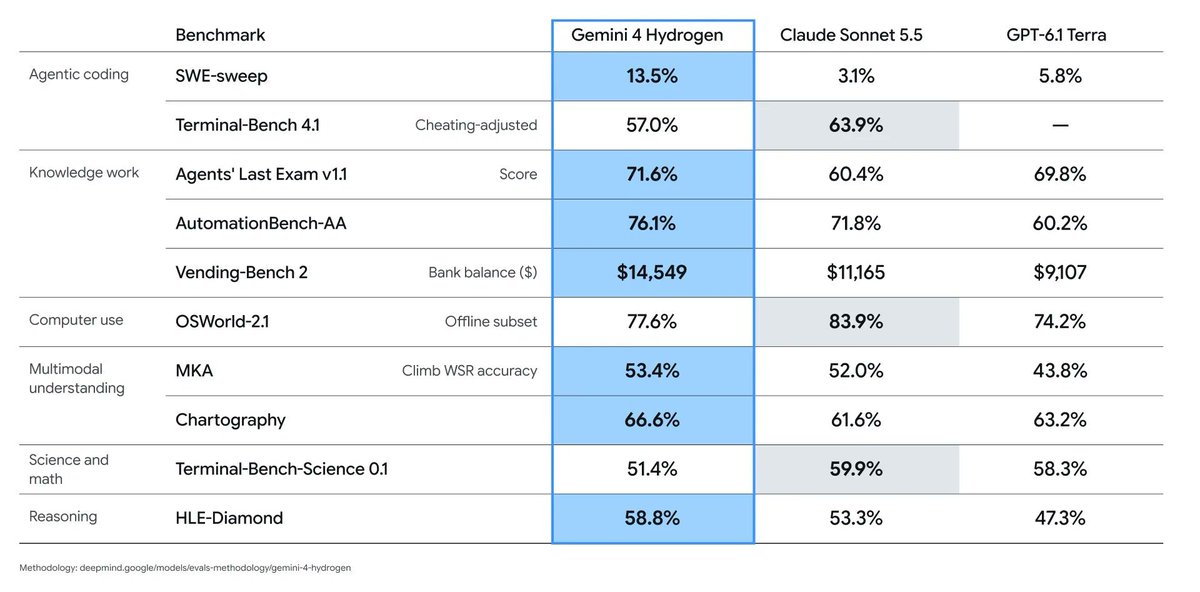 Benchmark Gemini 4 Hydrogen Claude Sonnet 5.5 GPT-6.1 Terra
Agentic coding SWE-sweep 13.5% 3.1% 5.8%
Terminal-Bench 4.1 Cheating-adjusted 57.0% 63.9% —
Knowledge work Agents' Last Exam v1.1 Score 71.6% 60.4% 69.8%
AutomationBench-AA 76.1% 71.8% 60.2%
Vending-Bench 2 Bank balance ($) $14,549 $11,165 $9,107
Computer use OSWorld-2.1 Offline subset 77.6% 83.9% 74.2%
Multimodal
understanding
MKA Climb WSR accuracy 53.4% 52.0% 43.8%
Chartography 66.6% 61.6% 63.2%
Science and
math
Terminal-Bench-Science 0.1 51.4% 59.9% 58.3%
Reasoning HLE-Diamond 58.8% 53.3% 47.3%
Methodology: deepmind.google/models/evals-methodology/gemini-4-hydrogen